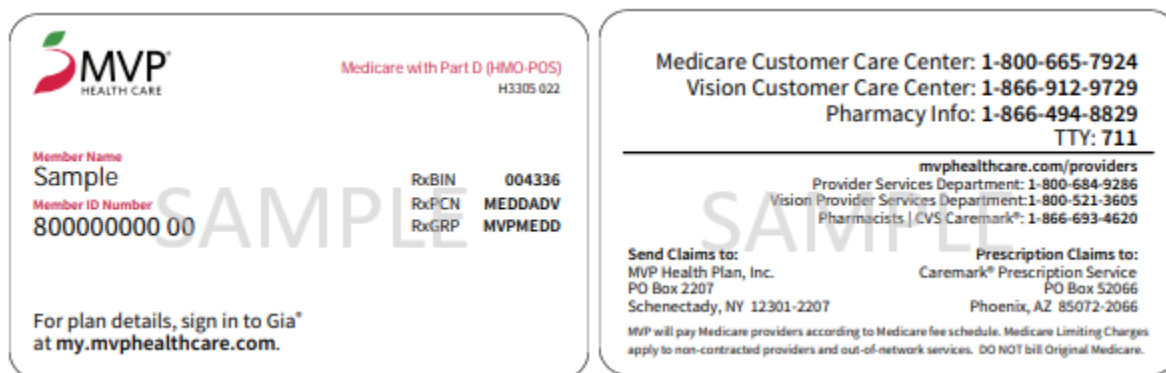 MVP®
HEALTH CARE
Medicare with Part D (HMO-POS)
H3305 022
Member Name
Sample
Member ID Number
800000000 00
RxBIN 004336
RxPCN MEDDADV
RxGRP MVPMEDD
SAMPLE
For plan details, sign in to Gia®
at my.mvphealthcare.com.
Medicare Customer Care Center: 1-800-665-7924
Vision Customer Care Center: 1-866-912-9729
Pharmacy Info: 1-866-494-8829
TTY: 711
mvphealthcare.com/providers
Provider Services Department: 1-800-684-9286
Vision Provider Services Department:1-800-521-3605
Pharmacists | CVS Caremark®: 1-866-693-4620
SAMPLE
Send Claims to:
MVP Health Plan, Inc.
PO Box 2207
Schenectady, NY 12301-2207
Prescription Claims to:
Caremark® Prescription Service
PO Box 52066
Phoenix, AZ 85072-2066
MVP will pay Medicare providers according to Medicare fee schedule. Medicare Limiting Charges
apply to non-contracted providers and out-of-network services. DO NOT bill Original Medicare.